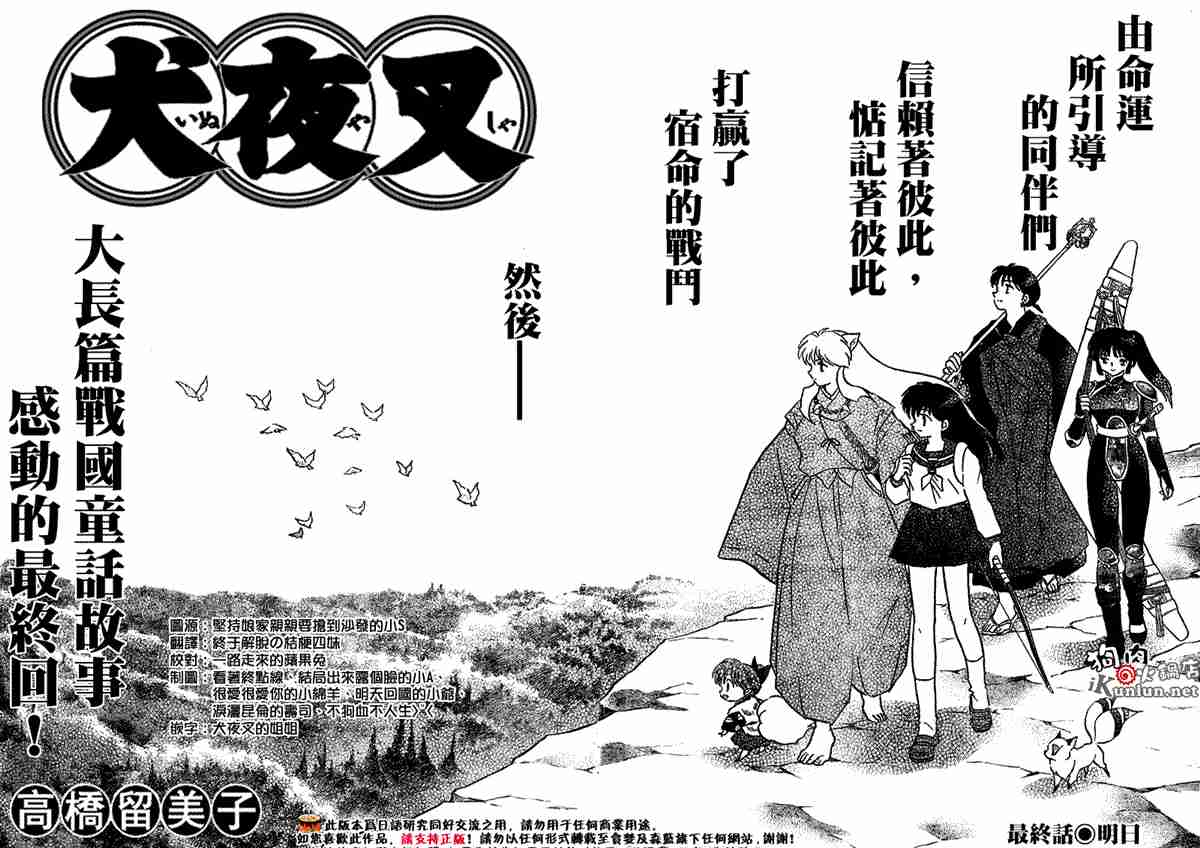 由命運
所引導
的同伴們
信賴著彼此，
惦記著彼此
打贏了
宿命的戰鬥
然後——
犬夜叉
いぬ や しゃ
大長篇戰國童話故事
感動的最終回！
圖源：堅持娘家親親要搶到沙發的小S
翻譯：終于解脫の桔梗四妹
校對：一路走來的蘋果兔
制圖：看著終點線，結局出來露個臉的小A、
很愛很愛你的小綿羊、明天回國的小爺
淚灑昆侖的壽司、不狗血不人生><
嵌字：犬夜叉的姐姐
狗肉火鍋店
iKunlun.net
高橋留美子
最終話◉明日
此版本爲日語研究同好交流之用，請勿用于任何商業用途。
如您喜歡此作品，請支持正版！請勿以任何形式轉載至貪婪及森藍旗下任何網站，謝謝！